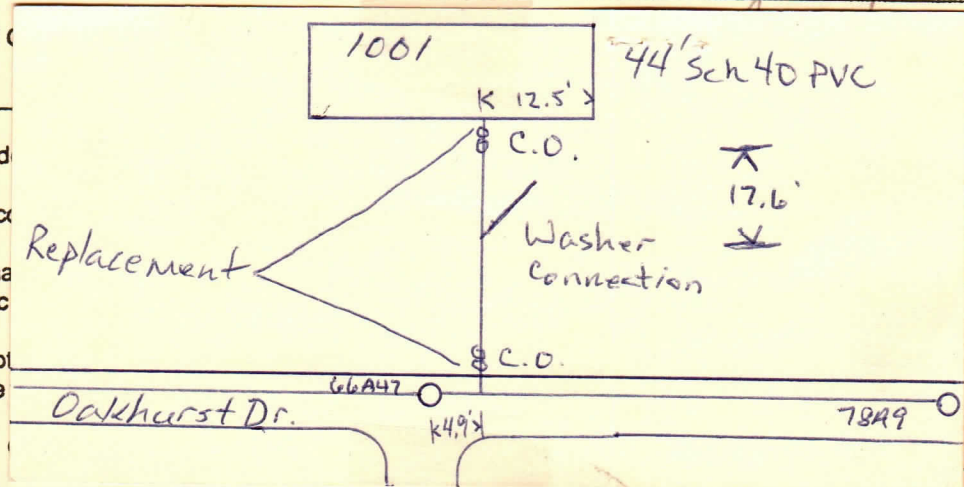 1001
44' Sch 40 PVC
12.5'
C.O.
17.6'
Washer
Connection
Replacement
C.O.
66A47
Oakhurst Dr.
4.9'
78A9